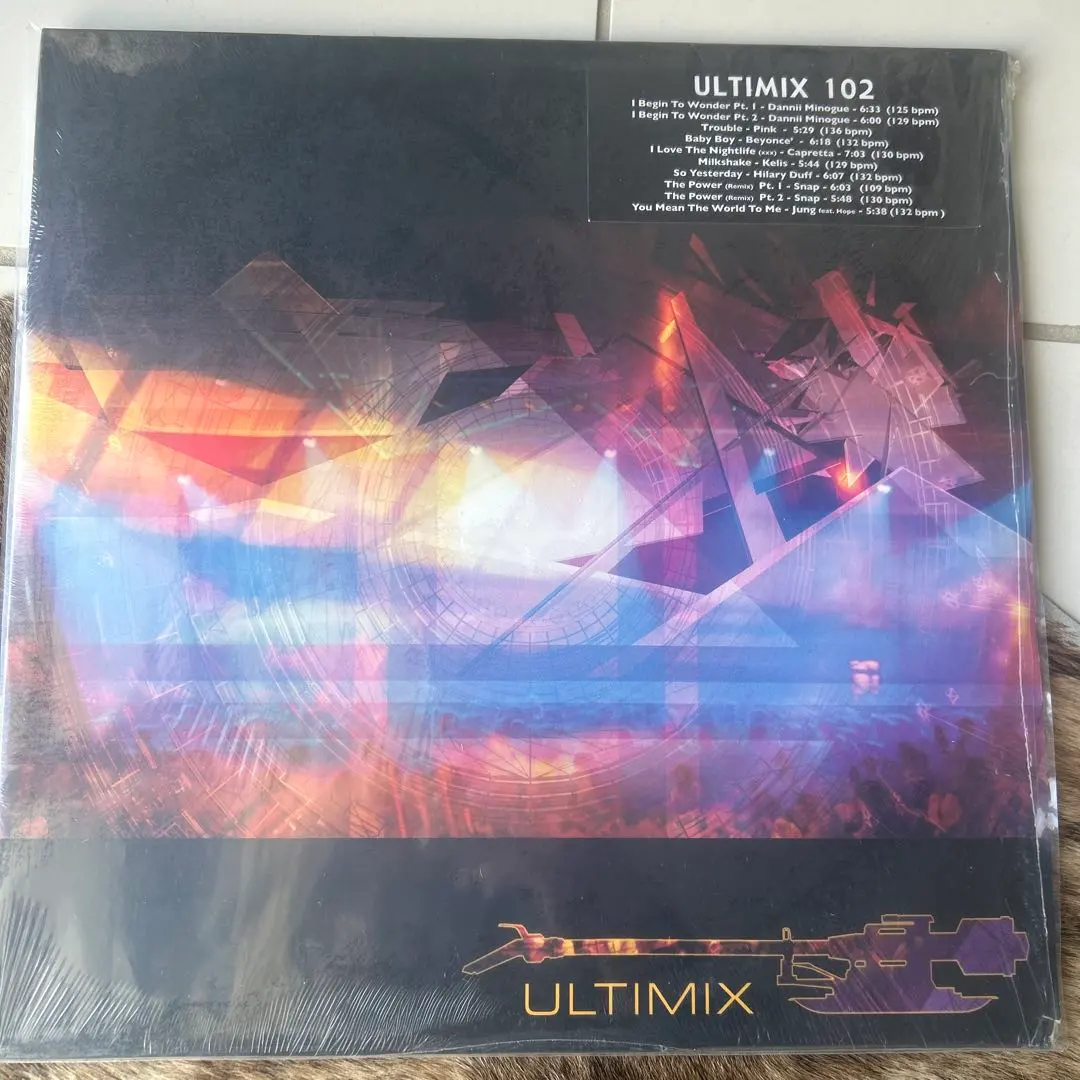 ULTIMIX 102
I Begin To Wonder Pt. 1 - Dannii Minogue - 6:33 (125 bpm)
I Begin To Wonder Pt. 2 - Dannii Minogue - 6:00 (129 bpm)
Trouble - Pink - 5:29 (136 bpm)
Baby Boy - Beyonce' - 6:18 (132 bpm)
I Love The Nightlife (xxx) - Capretta - 7:03 (130 bpm)
Milkshake - Kelis - 5:44 (129 bpm)
So Yesterday - Hilary Duff - 6:07 (132 bpm)
The Power (Remix) Pt. 1 - Snap - 6:03 (109 bpm)
The Power (Remix) Pt. 2 - Snap - 5:48 (130 bpm)
You Mean The World To Me - Jung feat. Hope - 5:38 (132 bpm )
ULTIMIX